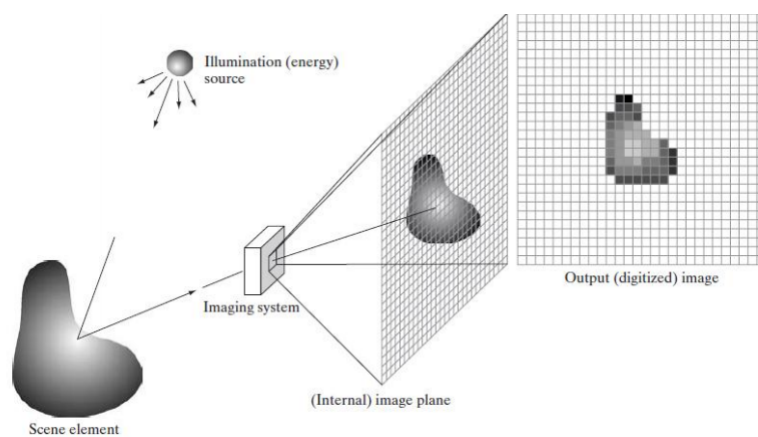 Illumination (energy)
source
Output (digitized) image
Imaging system
(Internal) image plane
Scene element